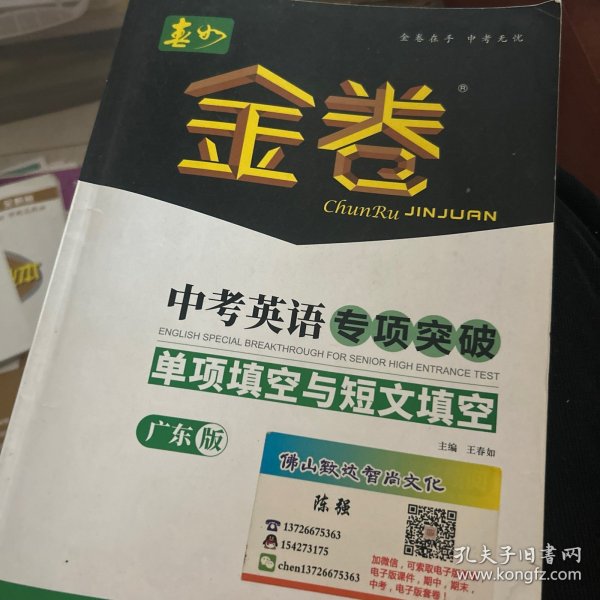 春如
金卷在手 中考无忧
金卷®
ChunRu JINJUAN
中考英语专项突破
ENGLISH SPECIAL BREAKTHROUGH FOR SENIOR HIGH ENTRANCE TEST
单项填空与短文填空
广东版
主编 王春如
佛山致达智尚文化
陈强
13726675363
154273175
chen13726675363
加微信，可索取电子版
电子版课件，期中，期末，
中考，电子版套卷！
孔夫子旧书网
www.kongfz.com